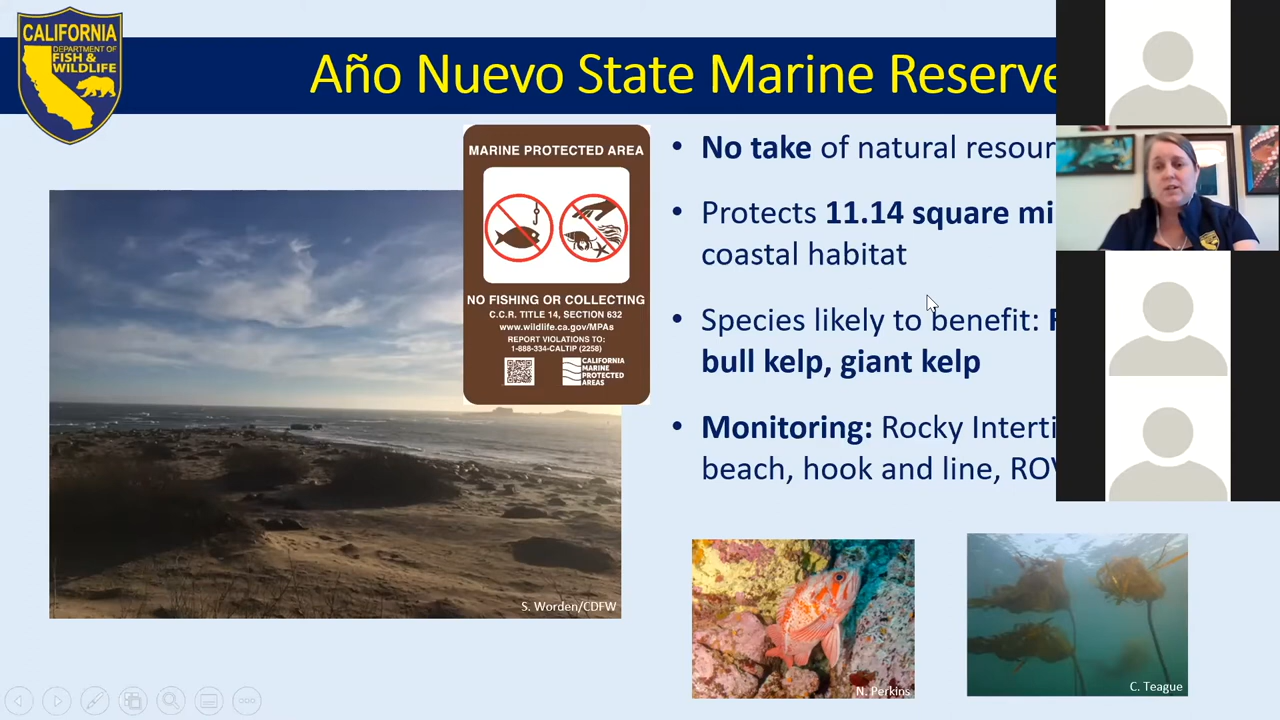 CALIFORNIA
DEPARTMENT OF
FISH &
WILDLIFE
Año Nuevo State Marine Reserve
MARINE PROTECTED AREA
NO FISHING OR COLLECTING
C.C.R. TITLE 14, SECTION 632
www.wildlife.ca.gov/MPAs
REPORT VIOLATIONS TO:
1-888-334-CALTIP (2258)
CALIFORNIA
MARINE
PROTECTED
AREAS
• No take of natural resour
• Protects 11.14 square mi
coastal habitat
• Species likely to benefit:
bull kelp, giant kelp
• Monitoring: Rocky Interti
beach, hook and line, ROV
S. Worden/CDFW
N. Perkins
C. Teague